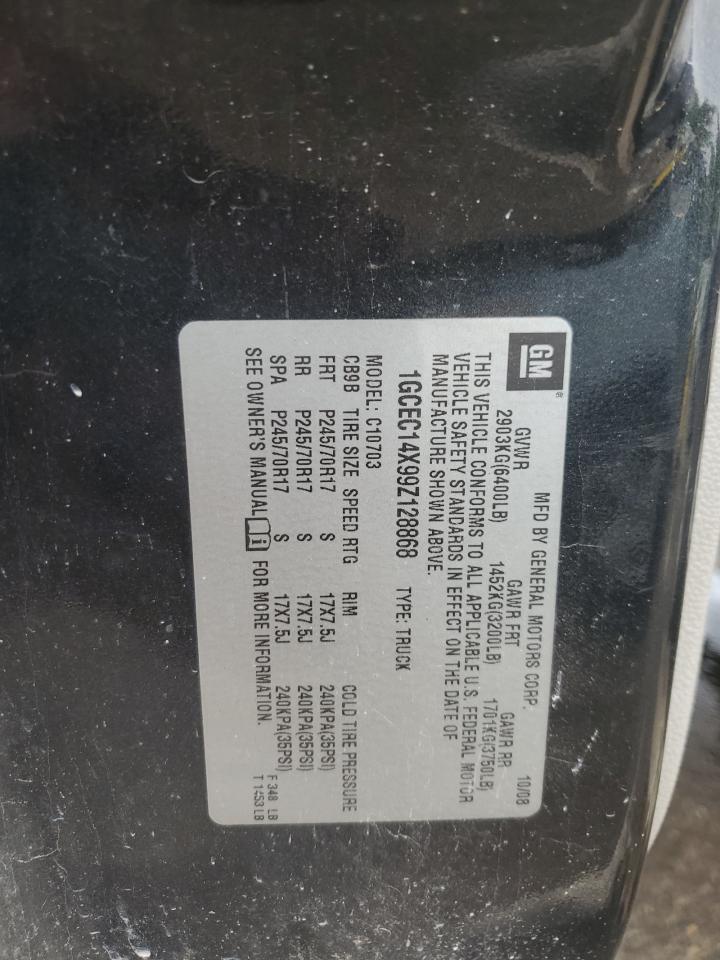 GM ®
MFD BY GENERAL MOTORS CORP. 10/08
GVWR GAWR FRT GAWR RR
2903KG(6400LB) 1452KG(3200LB) 1701KG(3750LB)
THIS VEHICLE CONFORMS TO ALL APPLICABLE U.S. FEDERAL MOTOR
VEHICLE SAFETY STANDARDS IN EFFECT ON THE DATE OF
MANUFACTURE SHOWN ABOVE.
1GCEC14X99Z128868 TYPE: TRUCK
MODEL: C10703
CB9B TIRE SIZE SPEED RTG RIM COLD TIRE PRESSURE
FRT P245/70R17 S 17X7.5J 240KPA(35PSI)
RR P245/70R17 S 17X7.5J 240KPA(35PSI)
SPA P245/70R17 S 17X7.5J 240KPA(35PSI)
SEE OWNER'S MANUAL i FOR MORE INFORMATION.
F 348 LB
T 1453 LB